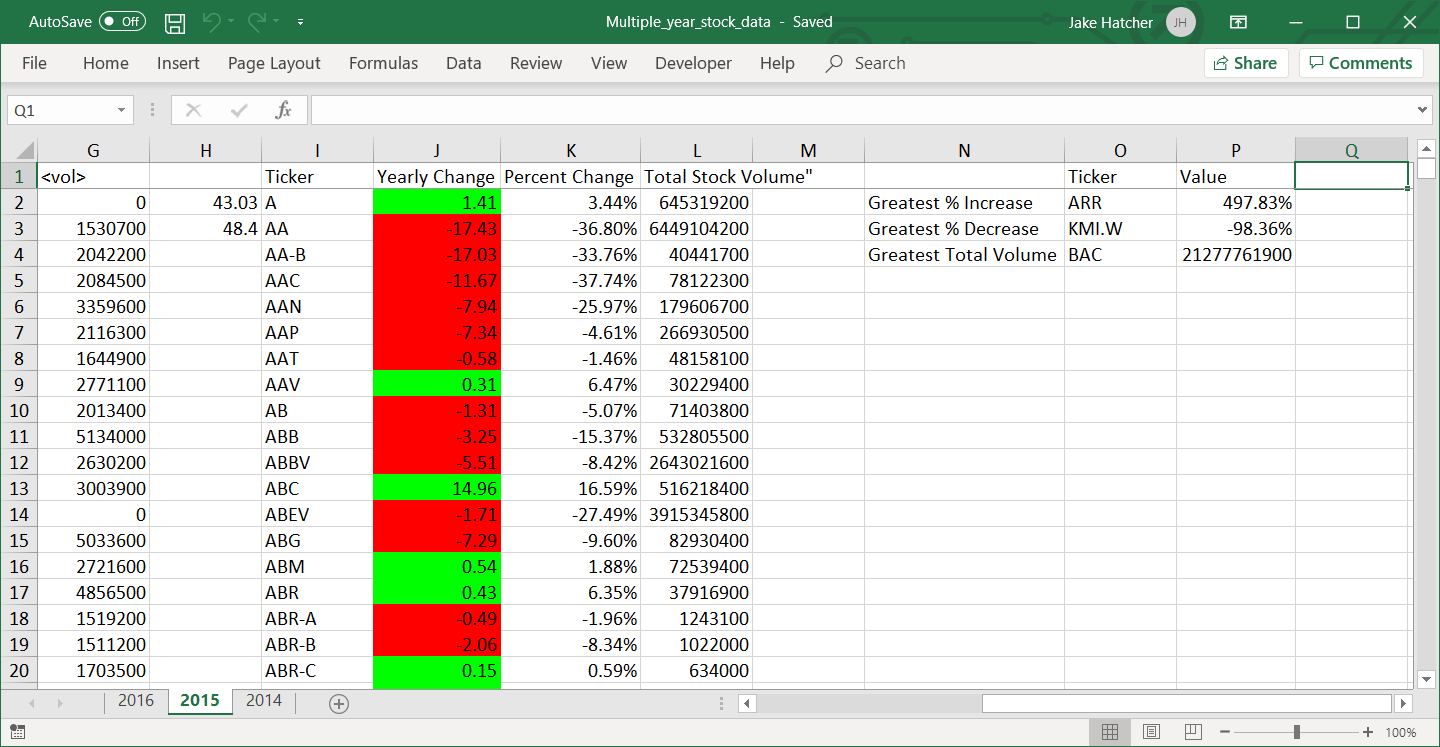 AutoSave Off Multiple_year_stock_data - Saved Jake Hatcher JH
File Home Insert Page Layout Formulas Data Review View Developer Help Search Share Comments
Q1 fx
G H I J K L M N O P Q
1 <vol> Ticker Yearly Change Percent Change Total Stock Volume" Ticker Value
2 0 43.03 A 1.41 3.44% 645319200 Greatest % Increase ARR 497.83%
3 1530700 48.4 AA -17.43 -36.80% 6449104200 Greatest % Decrease KMI.W -98.36%
4 2042200 AA-B -17.03 -33.76% 40441700 Greatest Total Volume BAC 21277761900
5 2084500 AAC -11.67 -37.74% 78122300
6 3359600 AAN -7.94 -25.97% 179606700
7 2116300 AAP -7.34 -4.61% 266930500
8 1644900 AAT -0.58 -1.46% 48158100
9 2771100 AAV 0.31 6.47% 30229400
10 2013400 AB -1.31 -5.07% 71403800
11 5134000 ABB -3.25 -15.37% 532805500
12 2630200 ABBV -5.51 -8.42% 2643021600
13 3003900 ABC 14.96 16.59% 516218400
14 0 ABEV -1.71 -27.49% 3915345800
15 5033600 ABG -7.29 -9.60% 82930400
16 2721600 ABM 0.54 1.88% 72539400
17 4856500 ABR 0.43 6.35% 37916900
18 1519200 ABR-A -0.49 -1.96% 1243100
19 1511200 ABR-B -2.06 -8.34% 1022000
20 1703500 ABR-C 0.15 0.59% 634000
2016 2015 2014
100%